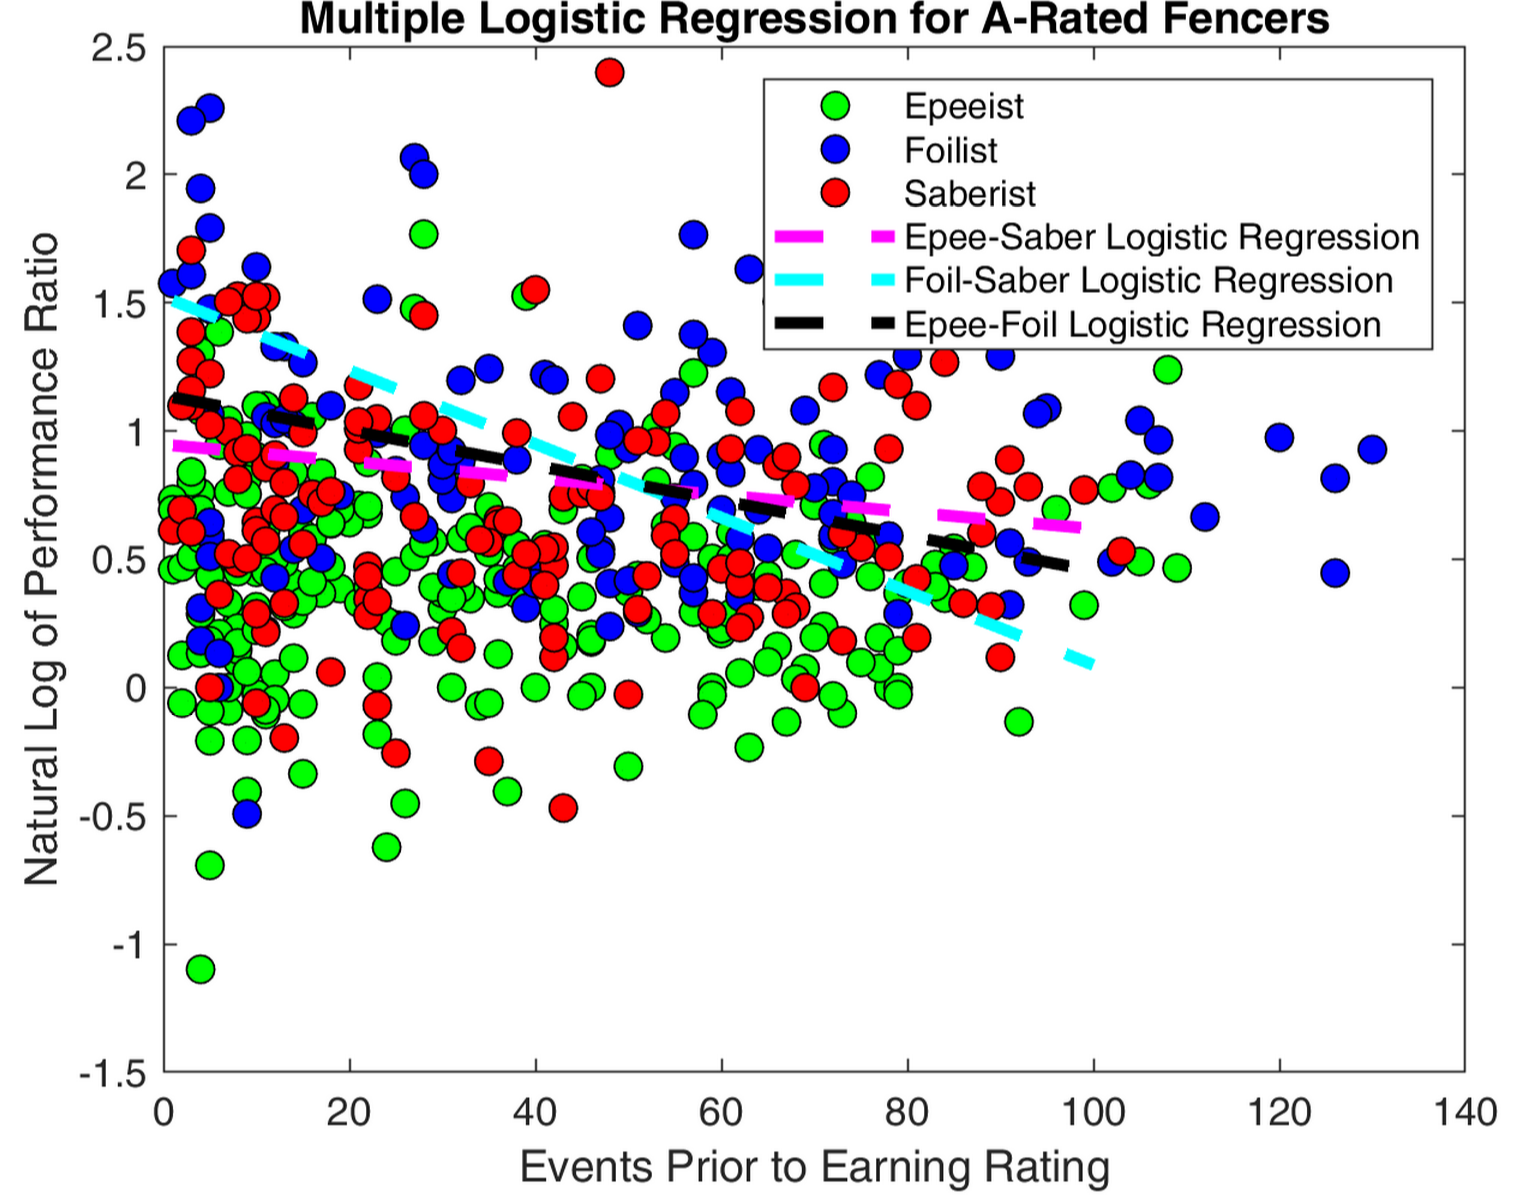 Multiple Logistic Regression for A-Rated Fencers
2.5
2
1.5
1
0.5
0
-0.5
-1
-1.5
Natural Log of Performance Ratio
Epeeist
Foilist
Saberist
Epee-Saber Logistic Regression
Foil-Saber Logistic Regression
Epee-Foil Logistic Regression
0 20 40 60 80 100 120 140
Events Prior to Earning Rating